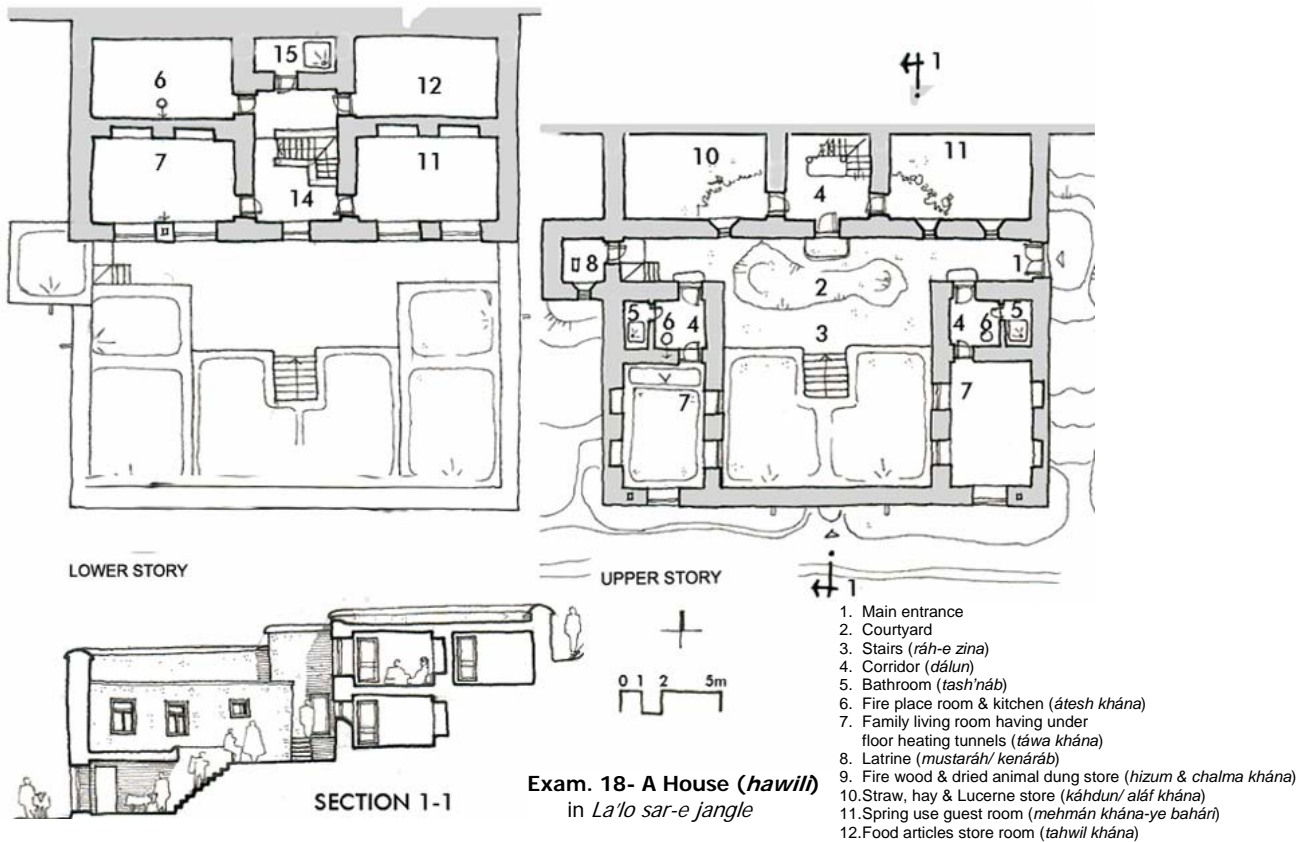 15
6
12
7
11
14
LOWER STORY
1
10
11
4
8
1
2
5
6
4
3
4
6
5
7
7
UPPER STORY
1
SECTION 1-1
0 1 2 5m
Exam. 18- A House (hawili)
in La'lo sar-e jangle
1. Main entrance
2. Courtyard
3. Stairs (ráh-e zina)
4. Corridor (dálun)
5. Bathroom (tash'náb)
6. Fire place room & kitchen (átesh khána)
7. Family living room having under
floor heating tunnels (táwa khána)
8. Latrine (mustaráh/ kenáráb)
9. Fire wood & dried animal dung store (hizum & chalma khána)
10.Straw, hay & Lucerne store (káhdun/ aláf khána)
11.Spring use guest room (mehmán khána-ye bahári)
12.Food articles store room (tahwil khána)